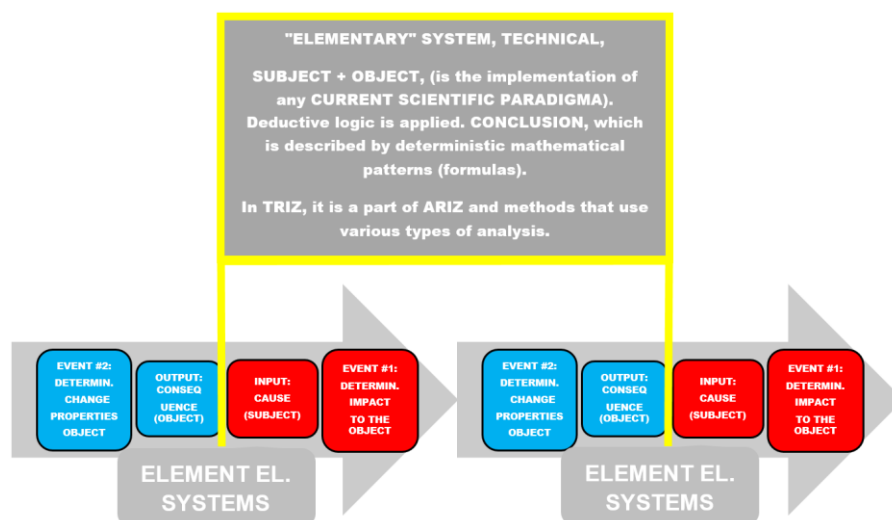 "ELEMENTARY" SYSTEM, TECHNICAL,
SUBJECT + OBJECT, (is the implementation of
any CURRENT SCIENTIFIC PARADIGMA).
Deductive logic is applied. CONCLUSION, which
is described by deterministic mathematical
patterns (formulas).
In TRIZ, it is a part of ARIZ and methods that use
various types of analysis.
EVENT #2:
DETERMIN.
CHANGE
PROPERTIES
OBJECT
OUTPUT:
CONSEQ
UENCE
(OBJECT)
INPUT:
CAUSE
(SUBJECT)
EVENT #1:
DETERMIN.
IMPACT
TO THE
OBJECT
EVENT #2:
DETERMIN.
CHANGE
PROPERTIES
OBJECT
OUTPUT:
CONSEQ
UENCE
(OBJECT)
INPUT:
CAUSE
(SUBJECT)
EVENT #1:
DETERMIN.
IMPACT
TO THE
OBJECT
ELEMENT EL.
SYSTEMS
ELEMENT EL.
SYSTEMS